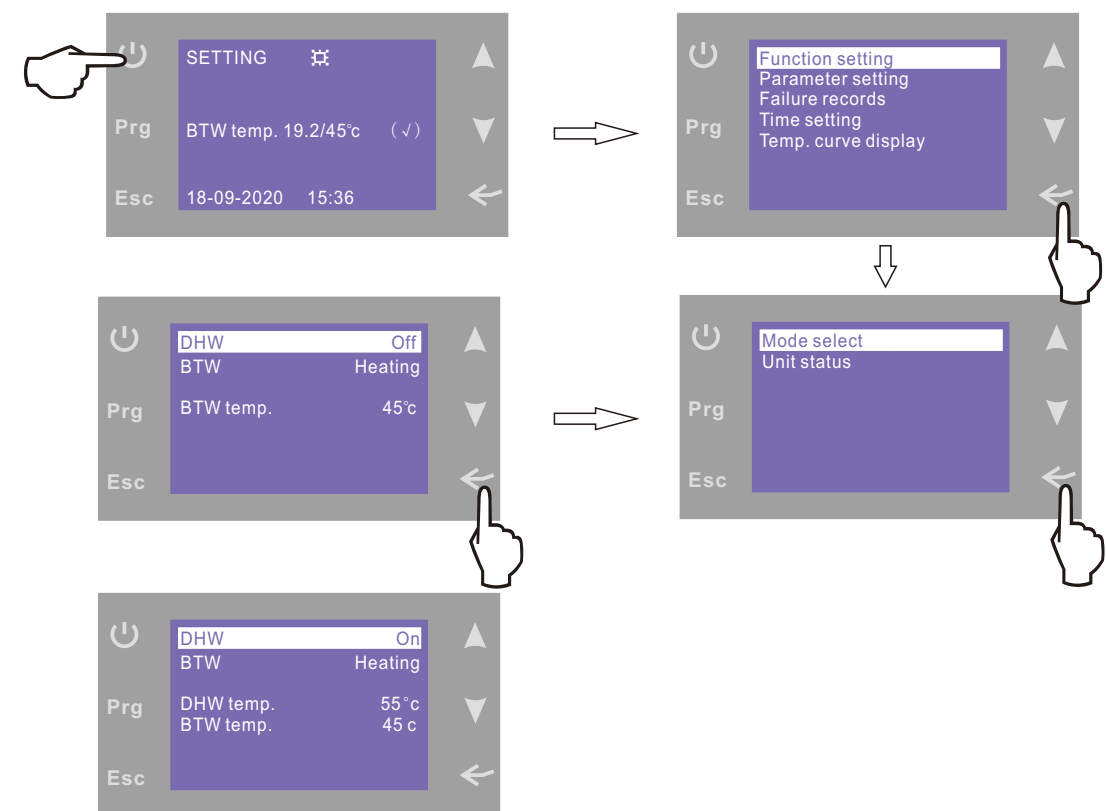 SETTING
Prg
BTW temp. 19.2/45°c (√)
Esc
18-09-2020 15:36
Function setting
Parameter setting
Failure records
Time setting
Temp. curve display
Prg
Esc
DHW Off
BTW Heating
Prg
BTW temp. 45°c
Esc
Mode select
Unit status
Prg
Esc
DHW On
BTW Heating
Prg
DHW temp. 55°c
BTW temp. 45 c
Esc